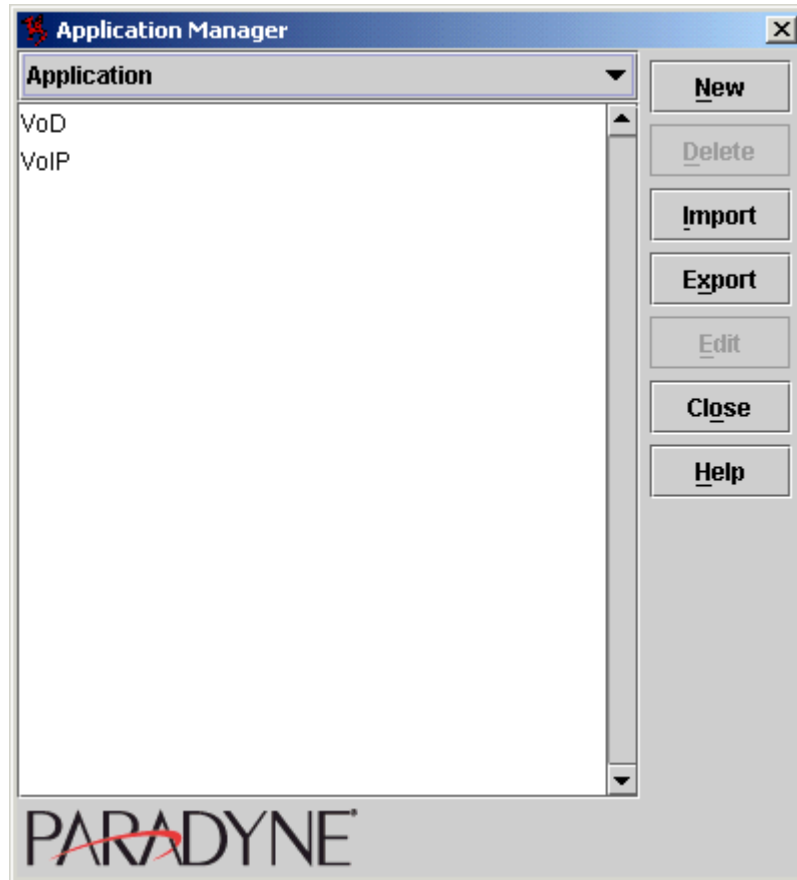 Application Manager
Application
VoD
VoIP
New
Delete
Import
Export
Edit
Close
Help
PARADYNE®